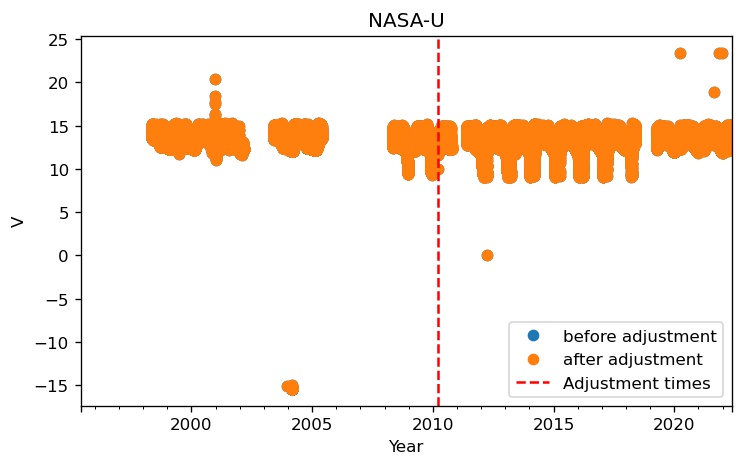 NASA-U
V
25
20
15
10
5
0
−5
−10
−15
before adjustment
after adjustment
Adjustment times
2000 2005 2010 2015 2020
Year